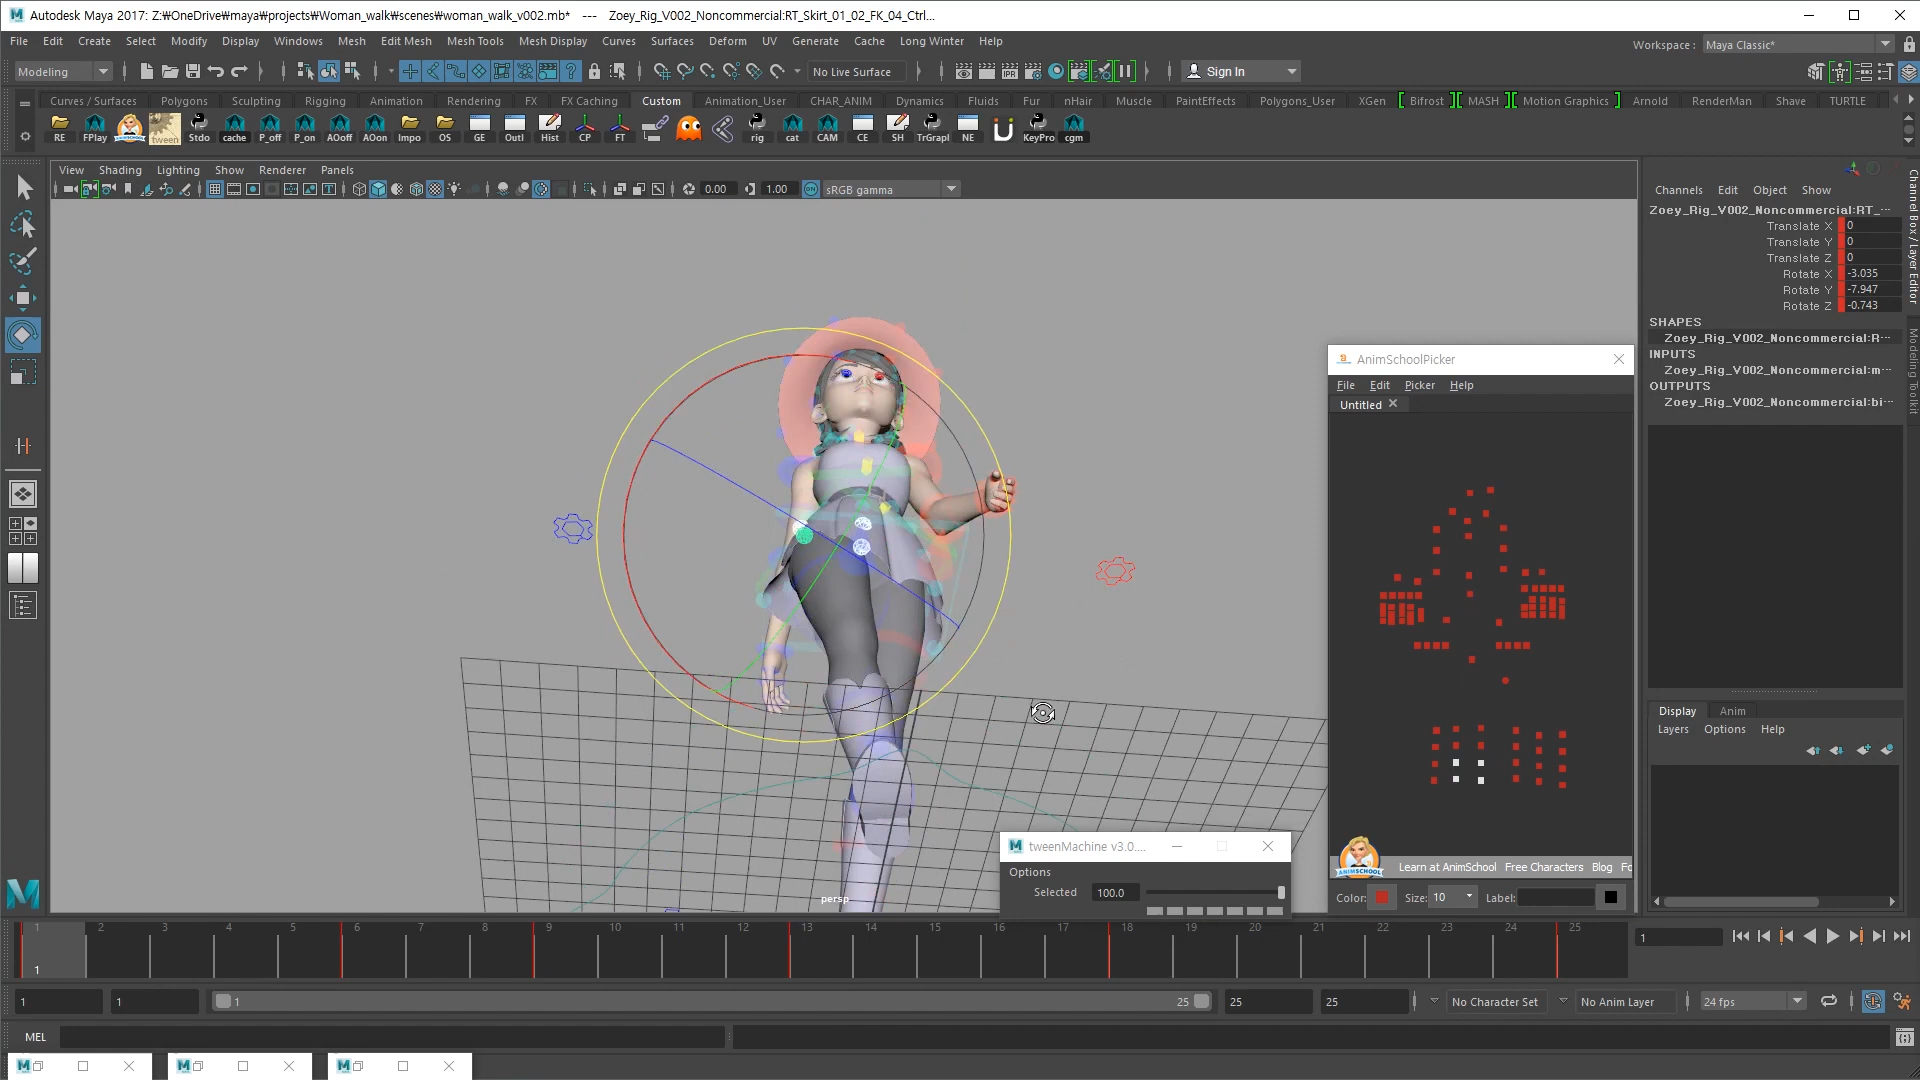 Autodesk Maya 2017: Z:₩OneDrive₩maya₩projects₩Woman_walk₩scenes₩woman_walk_v002.mb*   ---   Zoey_Rig_V002_Noncommercial:RT_Skirt_01_02_FK_04_Ctrl...
File Edit Create Select Modify Display Windows Mesh Edit Mesh Mesh Tools Mesh Display Curves Surfaces Deform UV Generate Cache Long Winter Help
Workspace : Maya Classic*
Modeling
No Live Surface
Sign In
Curves / Surfaces Polygons Sculpting Rigging Animation Rendering FX FX Caching Custom Animation_User CHAR_ANIM Dynamics Fluids Fur nHair Muscle PaintEffects Polygons_User XGen Bifrost MASH Motion Graphics Arnold RenderMan Shave TURTLE
RE FPlay tween Stdo cache P_off P_on AOoff AOon Impo OS GE Outl Hist CP FT rig cat CAM CE SH TrGrapl NE KeyPro cgm
View Shading Lighting Show Renderer Panels
0.00 1.00 ON sRGB gamma
persp
Channels Edit Object Show
Zoey_Rig_V002_Noncommercial:RT_...
Translate X 0
Translate Y 0
Translate Z 0
Rotate X -3.035
Rotate Y -7.947
Rotate Z -0.743
SHAPES
Zoey_Rig_V002_Noncommercial:R...
INPUTS
Zoey_Rig_V002_Noncommercial:m...
OUTPUTS
Zoey_Rig_V002_Noncommercial:bi...
Channel Box / Layer Editor
Modeling Toolkit
AnimSchoolPicker
File Edit Picker Help
Untitled
ANIMSCHOOL
Learn at AnimSchool Free Characters Blog Fo
Color: Size: 10 Label:
Display Anim
Layers Options Help
tweenMachine v3.0....
Options
Selected 100.0
1 2 3 4 5 6 7 8 9 10 11 12 13 14 15 16 17 18 19 20 21 22 23 24 25
1
1
1 1 1 25 25 25 No Character Set No Anim Layer 24 fps
MEL